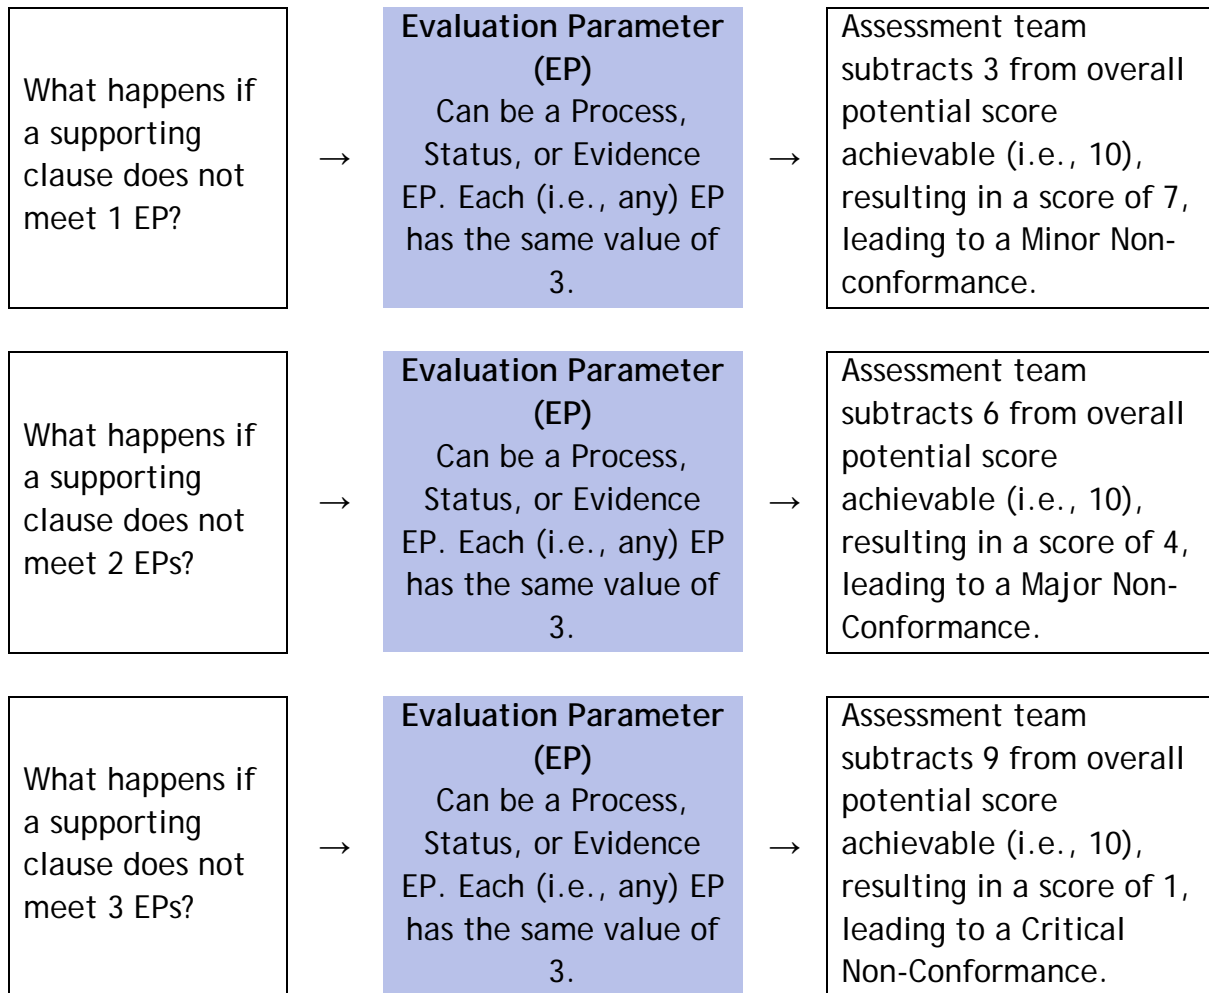 What happens if
a supporting
clause does not
meet 1 EP?
→
Evaluation Parameter
(EP)
Can be a Process,
Status, or Evidence
EP. Each (i.e., any) EP
has the same value of
3.
→
Assessment team
subtracts 3 from overall
potential score
achievable (i.e., 10),
resulting in a score of 7,
leading to a Minor Non-
conformance.
What happens if
a supporting
clause does not
meet 2 EPs?
→
Evaluation Parameter
(EP)
Can be a Process,
Status, or Evidence
EP. Each (i.e., any) EP
has the same value of
3.
→
Assessment team
subtracts 6 from overall
potential score
achievable (i.e., 10),
resulting in a score of 4,
leading to a Major Non-
Conformance.
What happens if
a supporting
clause does not
meet 3 EPs?
→
Evaluation Parameter
(EP)
Can be a Process,
Status, or Evidence
EP. Each (i.e., any) EP
has the same value of
3.
→
Assessment team
subtracts 9 from overall
potential score
achievable (i.e., 10),
resulting in a score of 1,
leading to a Critical
Non-Conformance.